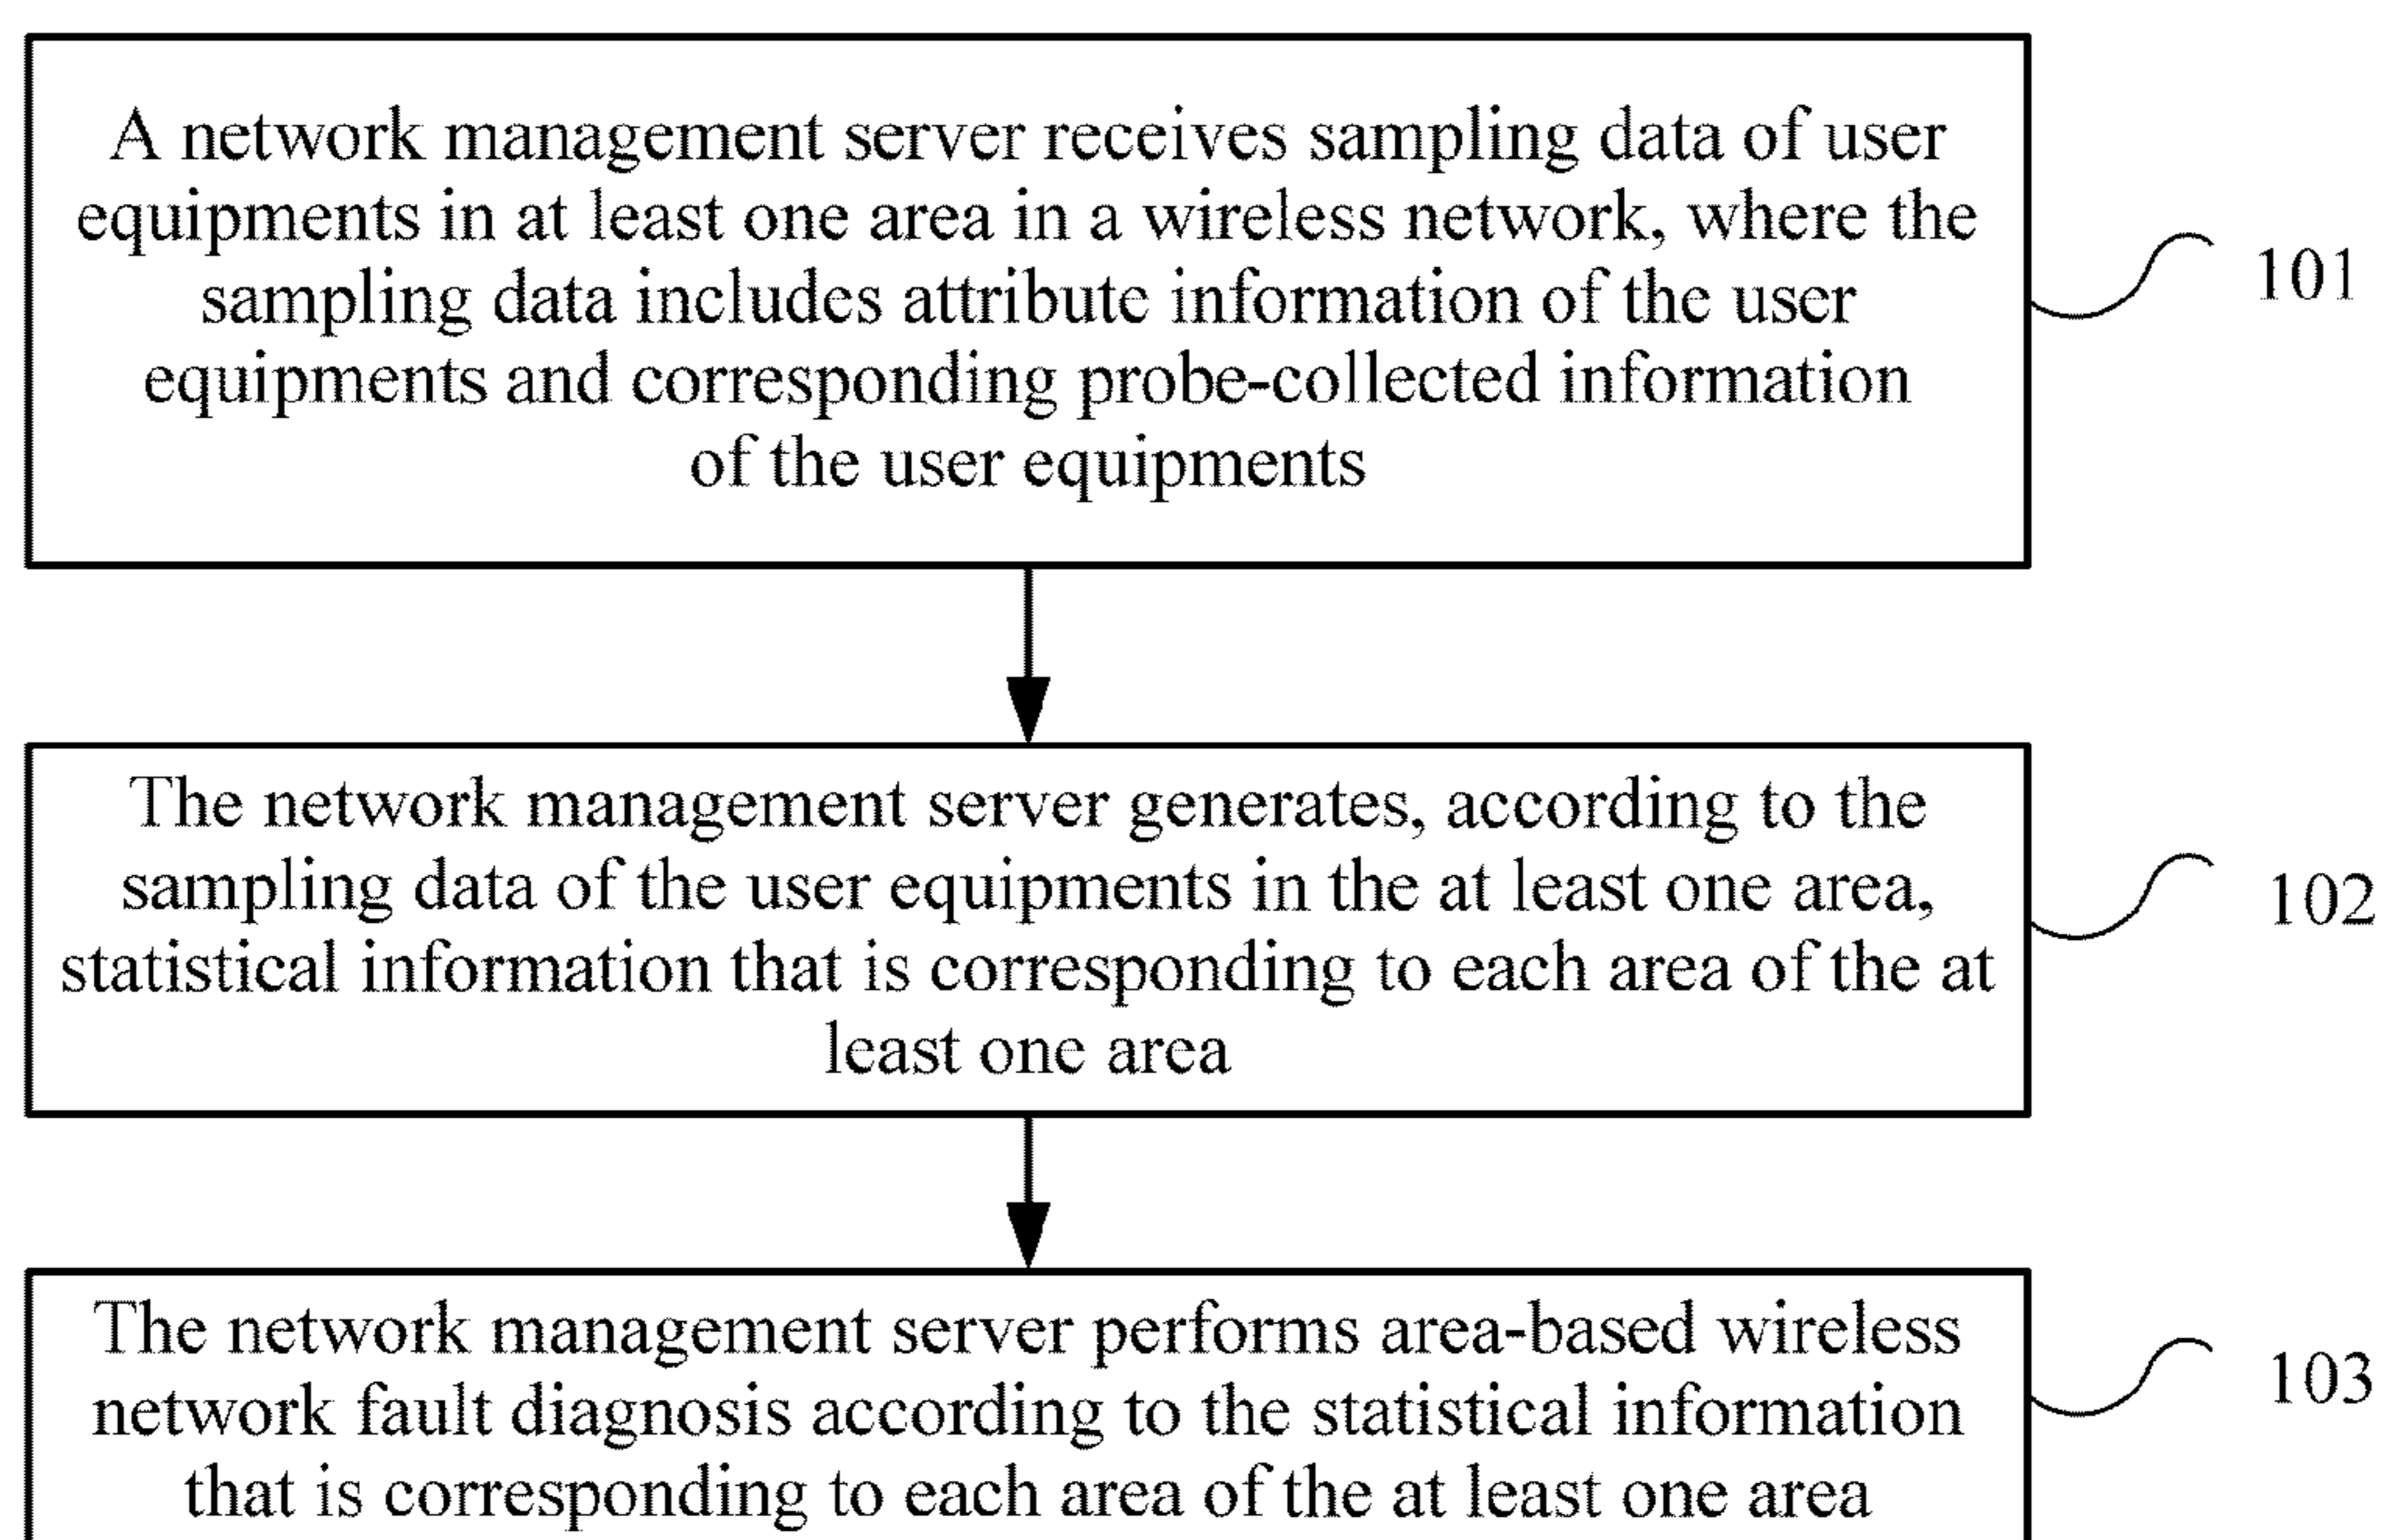 A network management server receives sampling data of user
equipments in at least one area in a wireless network, where the
sampling data includes attribute information of the user
equipments and corresponding probe-collected information
of the user equipments
101
The network management server generates, according to the
sampling data of the user equipments in the at least one area,
statistical information that is corresponding to each area of the at
least one area
102
The network management server performs area-based wireless
network fault diagnosis according to the statistical information
that is corresponding to each area of the at least one area
103